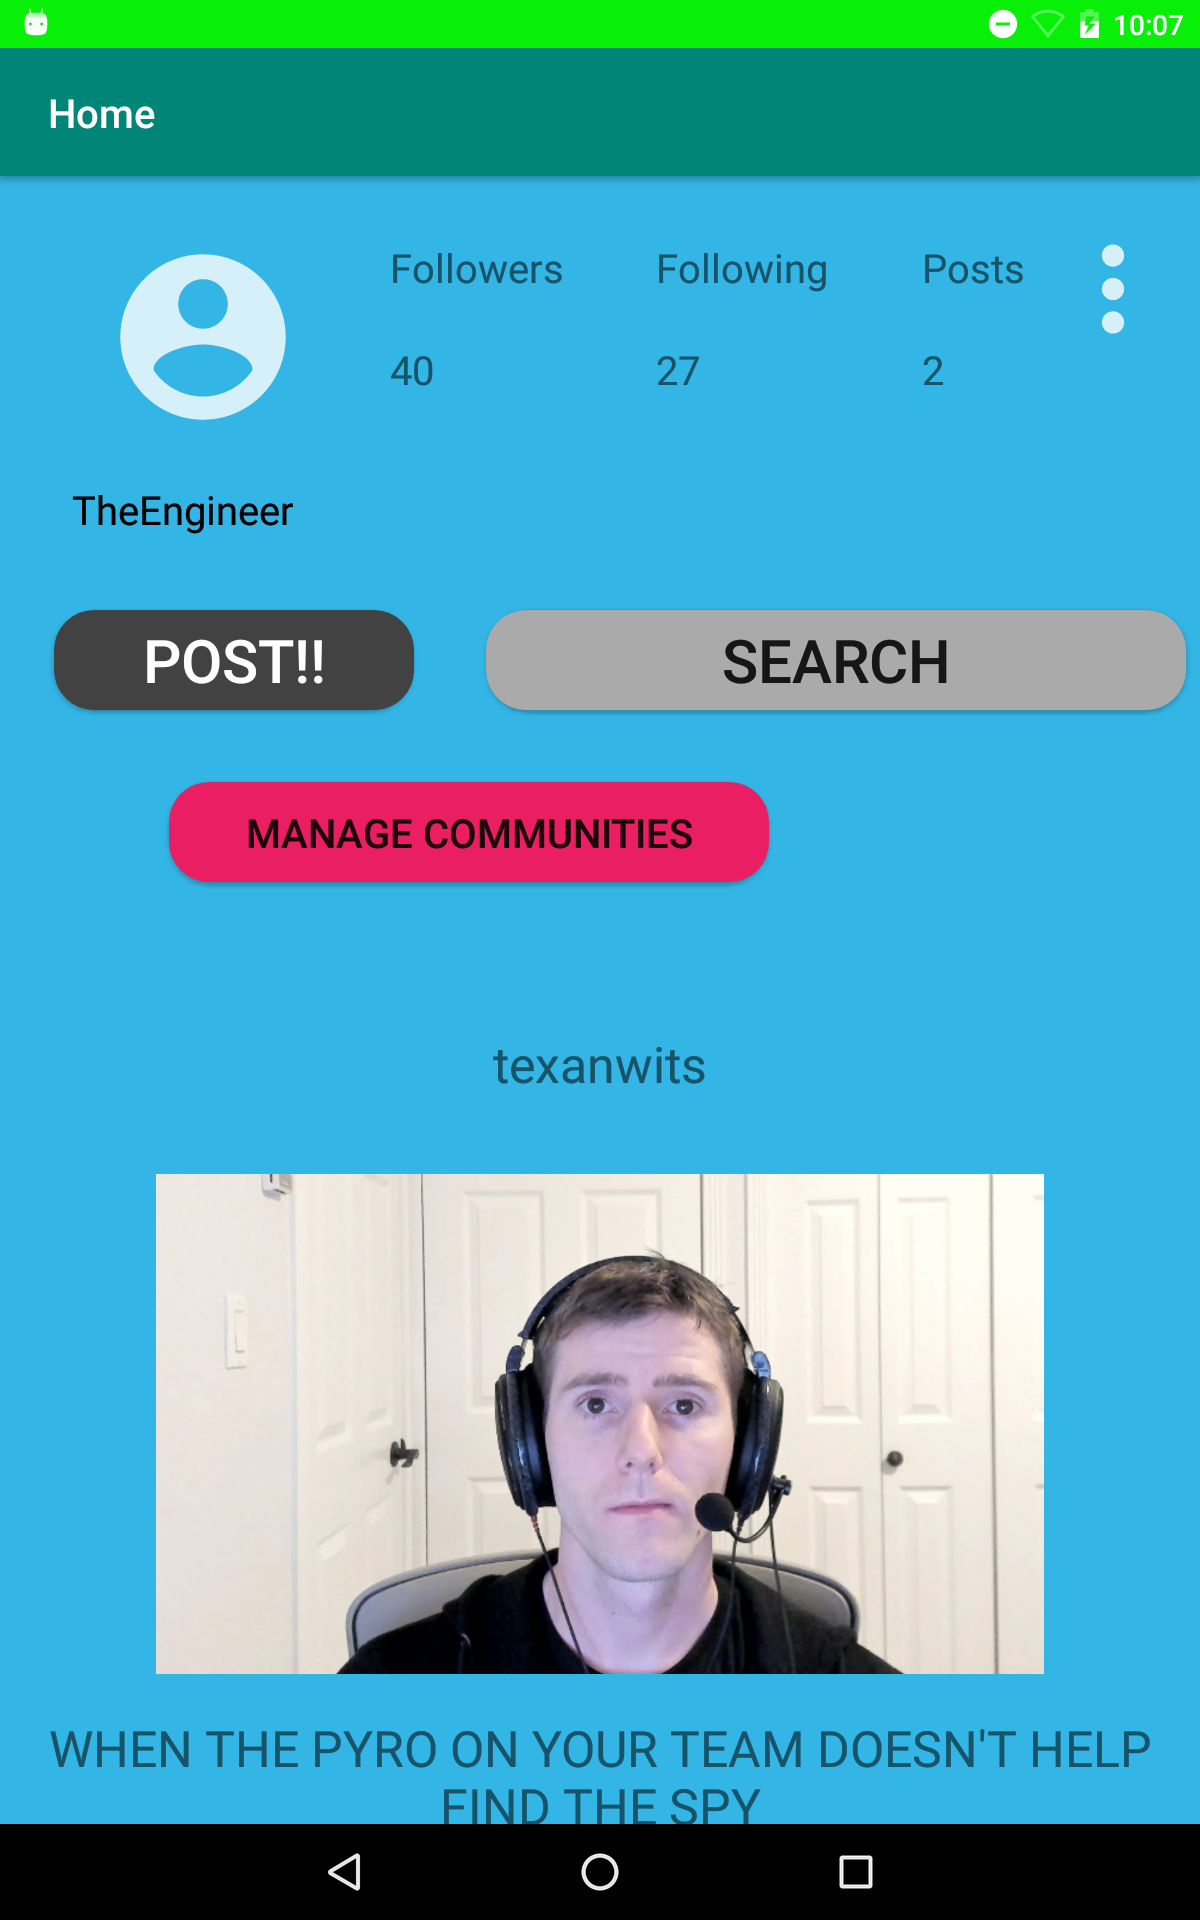 10:07
Home
Followers Following Posts
40 27 2
TheEngineer
POST!! SEARCH
MANAGE COMMUNITIES
texanwits
WHEN THE PYRO ON YOUR TEAM DOESN'T HELP
FIND THE SPY